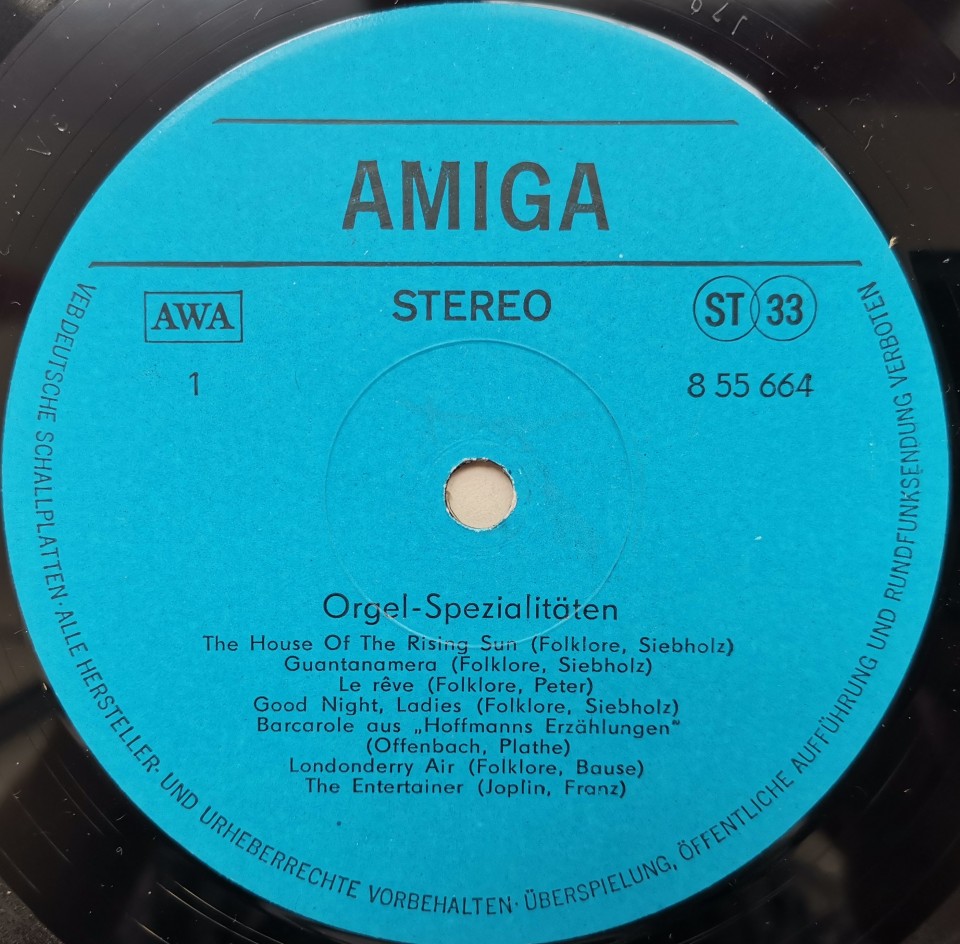 AMIGA
AWA
STEREO
ST 33
1
8 55 664
Orgel-Spezialitäten
The House Of The Rising Sun (Folklore, Siebholz)
Guantanamera (Folklore, Siebholz)
Le rêve (Folklore, Peter)
Good Night, Ladies (Folklore, Siebholz)
Barcarole aus „Hoffmanns Erzählungen“
(Offenbach, Plathe)
Londonderry Air (Folklore, Bause)
The Entertainer (Joplin, Franz)
VEB DEUTSCHE SCHALLPLATTEN · ALLE HERSTELLER- UND URHEBERRECHTE VORBEHALTEN · ÜBERSPIELUNG, ÖFFENTLICHE AUFFÜHRUNG UND RUNDFUNKSENDUNG VERBOTEN